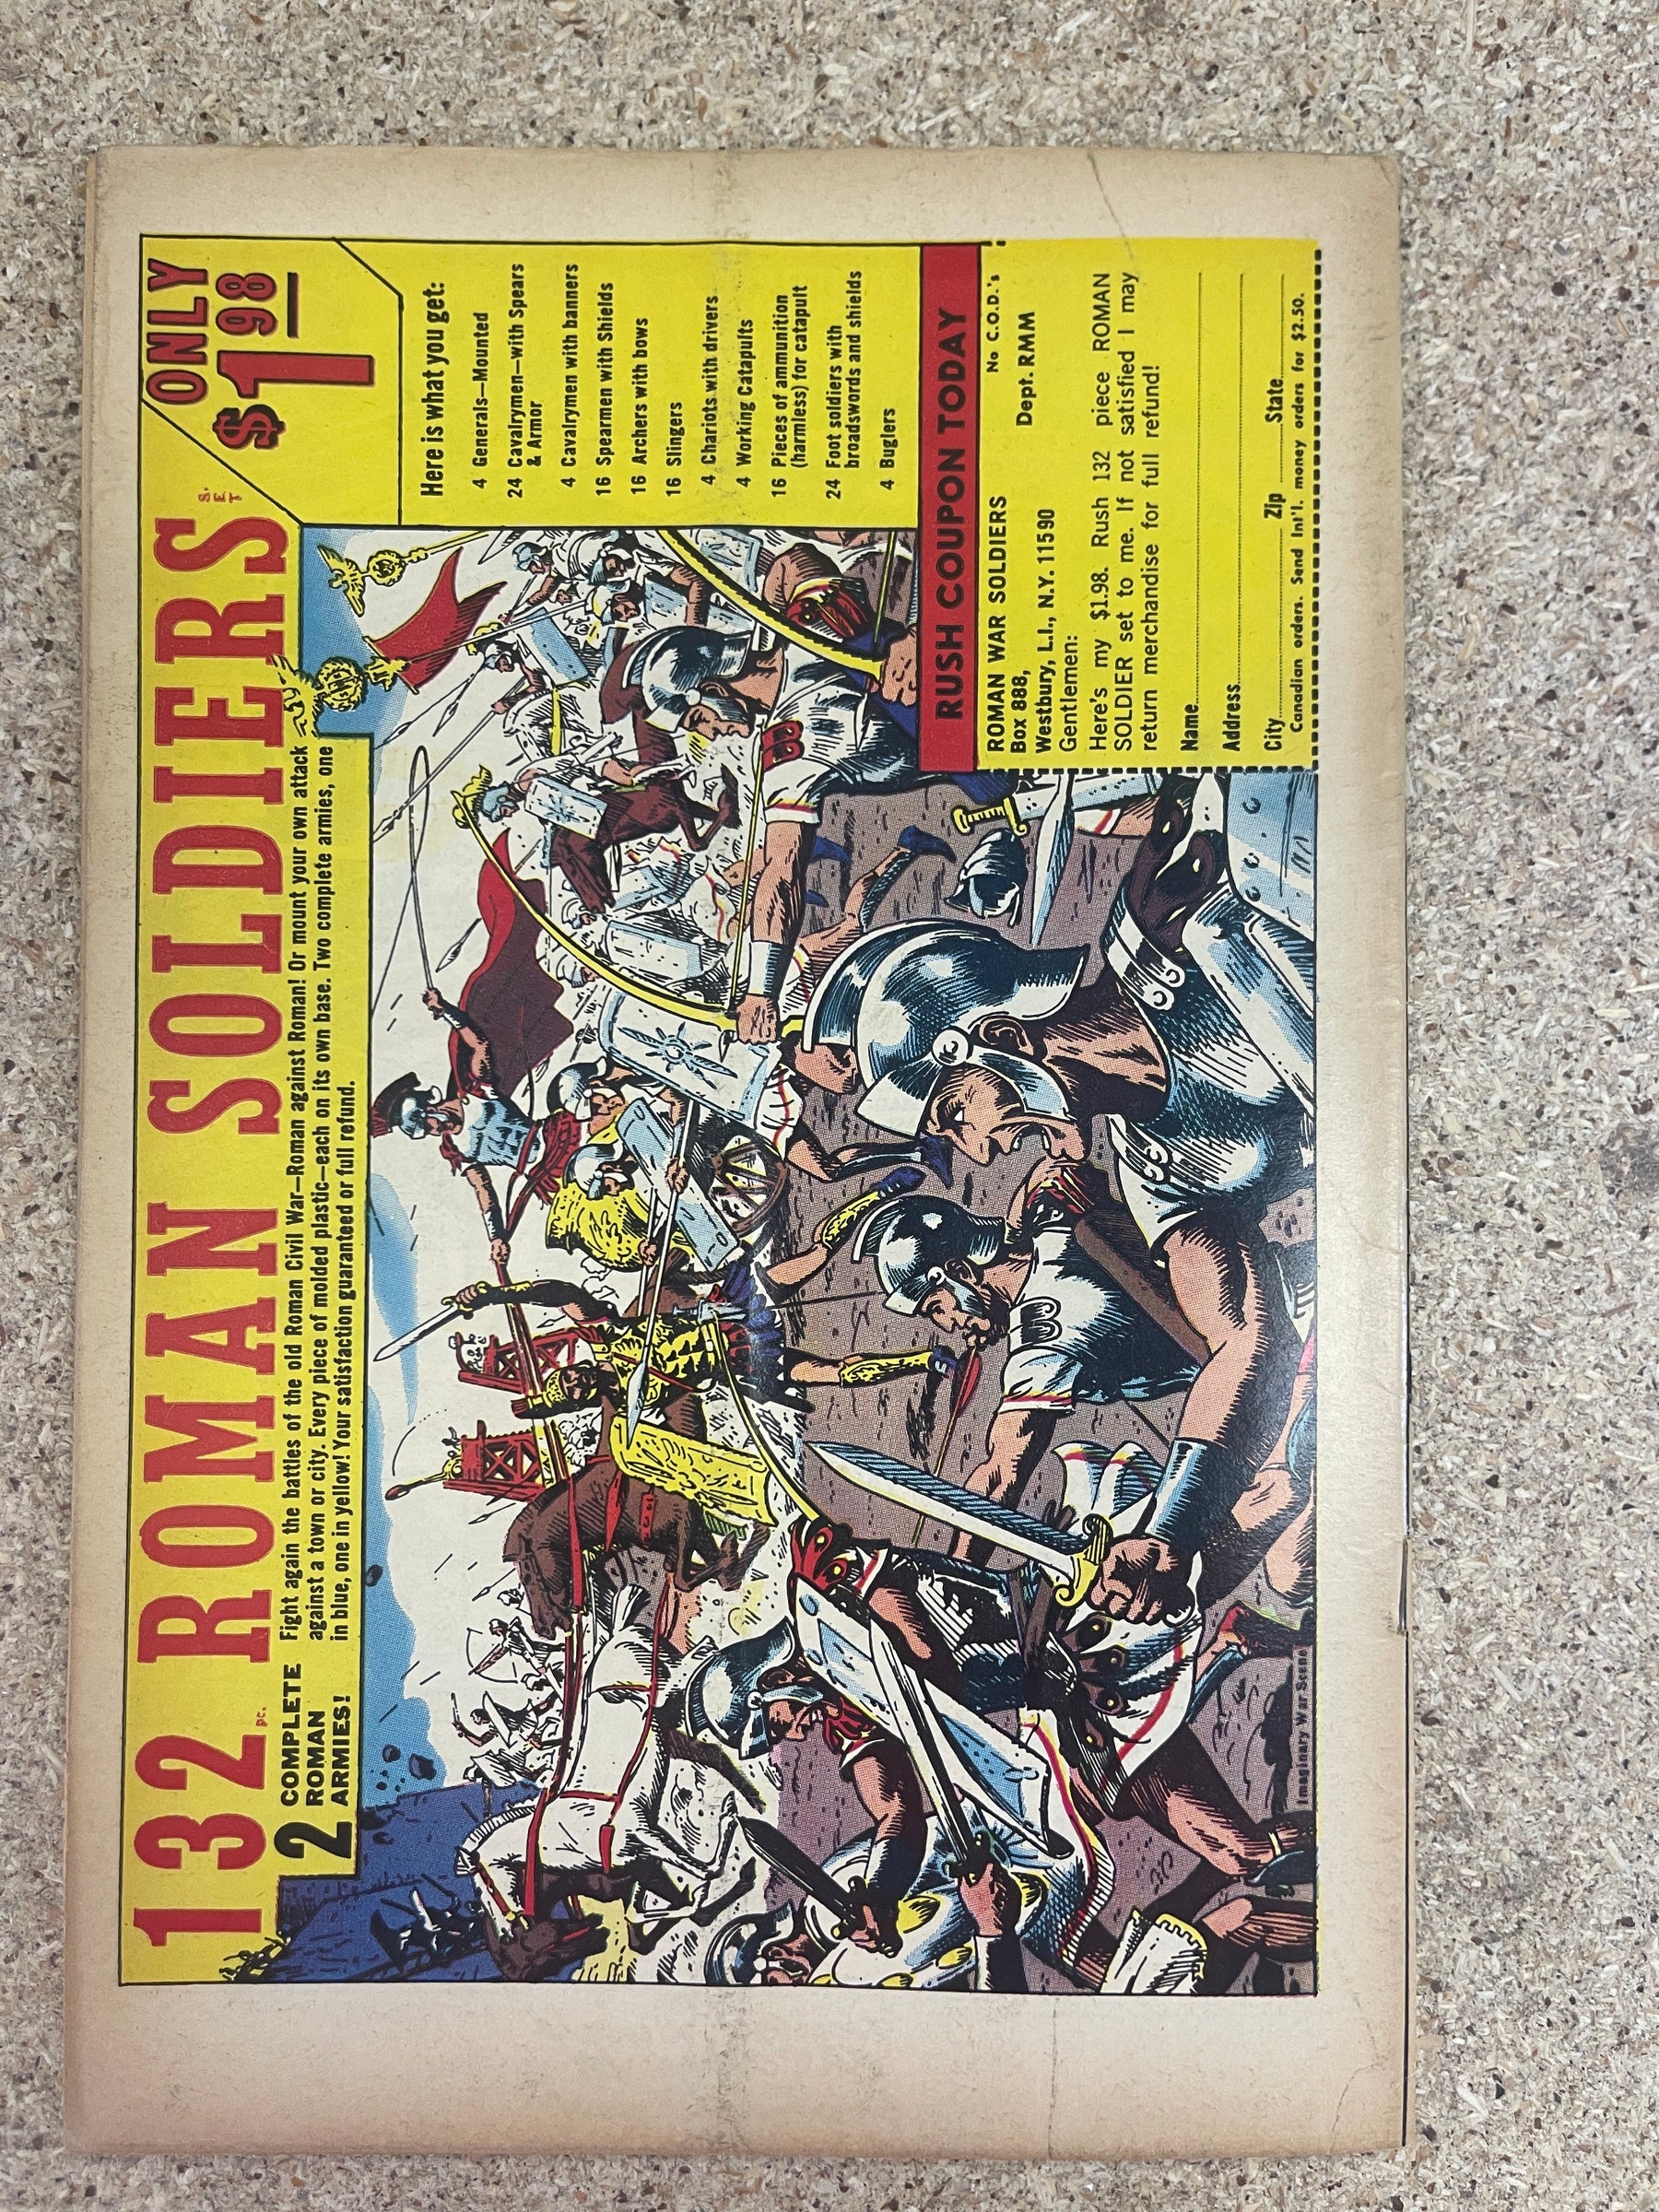 132 pc. ROMAN SOLDIERS SET
ONLY
$1 98
2 COMPLETE
ROMAN
ARMIES!
Fight again the battles of the old Roman Civil War—Roman against Roman! Or mount your own attack
against a town or city. Every piece of molded plastic—each on its own base. Two complete armies, one
in blue, one in yellow! Your satisfaction guaranteed or full refund.
Here is what you get:
4 Generals—Mounted
24 Cavalrymen—with Spears
& Armor
4 Cavalrymen with banners
16 Spearmen with Shields
16 Archers with bows
16 Slingers
4 Chariots with drivers
4 Working Catapults
16 Pieces of ammunition
(harmless) for catapult
24 Foot soldiers with
broadswords and shields
4 Buglers
RUSH COUPON TODAY
No C.O.D.'s
ROMAN WAR SOLDIERS
Box 888, Dept. RMM
Westbury, L.I., N.Y. 11590
Gentlemen:
Here's my $1.98. Rush 132 piece ROMAN
SOLDIER set to me. If not satisfied I may
return merchandise for full refund!
Name
Address
City Zip State
Canadian orders. Send Int'l. money orders for $2.50.
Imaginary War Scene